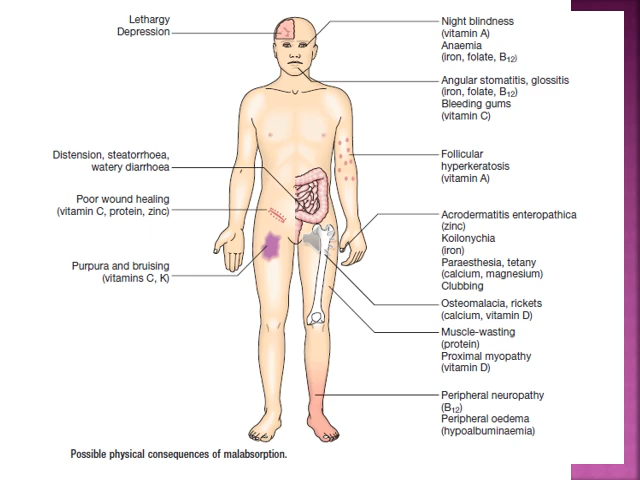 Lethargy
Depression
Distension, steatorrhoea,
watery diarrhoea
Poor wound healing
(vitamin C, protein, zinc)
Purpura and bruising
(vitamins C, K)
Night blindness
(vitamin A)
Anaemia
(iron, folate, B₁₂)
Angular stomatitis, glossitis
(iron, folate, B₁₂)
Bleeding gums
(vitamin C)
Follicular
hyperkeratosis
(vitamin A)
Acrodermatitis enteropathica
(zinc)
Koilonychia
(iron)
Paraesthesia, tetany
(calcium, magnesium)
Clubbing
Osteomalacia, rickets
(calcium, vitamin D)
Muscle-wasting
(protein)
Proximal myopathy
(vitamin D)
Peripheral neuropathy
(B₁₂)
Peripheral oedema
(hypoalbuminaemia)
Possible physical consequences of malabsorption.